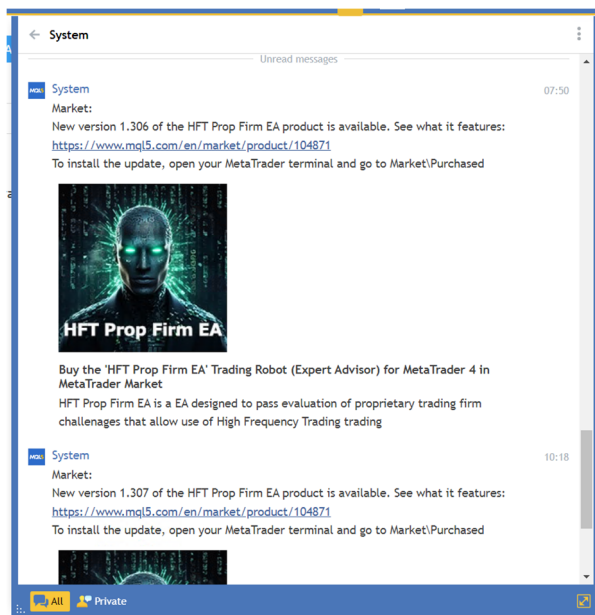 System
Unread messages
MQL5 System 07:50
Market:
New version 1.306 of the HFT Prop Firm EA product is available. See what it features:
https://www.mql5.com/en/market/product/104871
To install the update, open your MetaTrader terminal and go to Market\Purchased
HFT Prop Firm EA
Buy the 'HFT Prop Firm EA' Trading Robot (Expert Advisor) for MetaTrader 4 in
MetaTrader Market
HFT Prop Firm EA is a EA designed to pass evaluation of proprietary trading firm
challenages that allow use of High Frequency Trading trading
MQL5 System 10:18
Market:
New version 1.307 of the HFT Prop Firm EA product is available. See what it features:
https://www.mql5.com/en/market/product/104871
To install the update, open your MetaTrader terminal and go to Market\Purchased
All Private